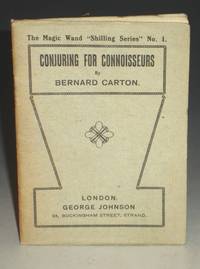 The Magic Wand "Shilling Series" No. 1.
CONJURING FOR CONNOISSEURS
By
BERNARD CARTON.
LONDON.
GEORGE JOHNSON
24, BUCKINGHAM STREET, STRAND.